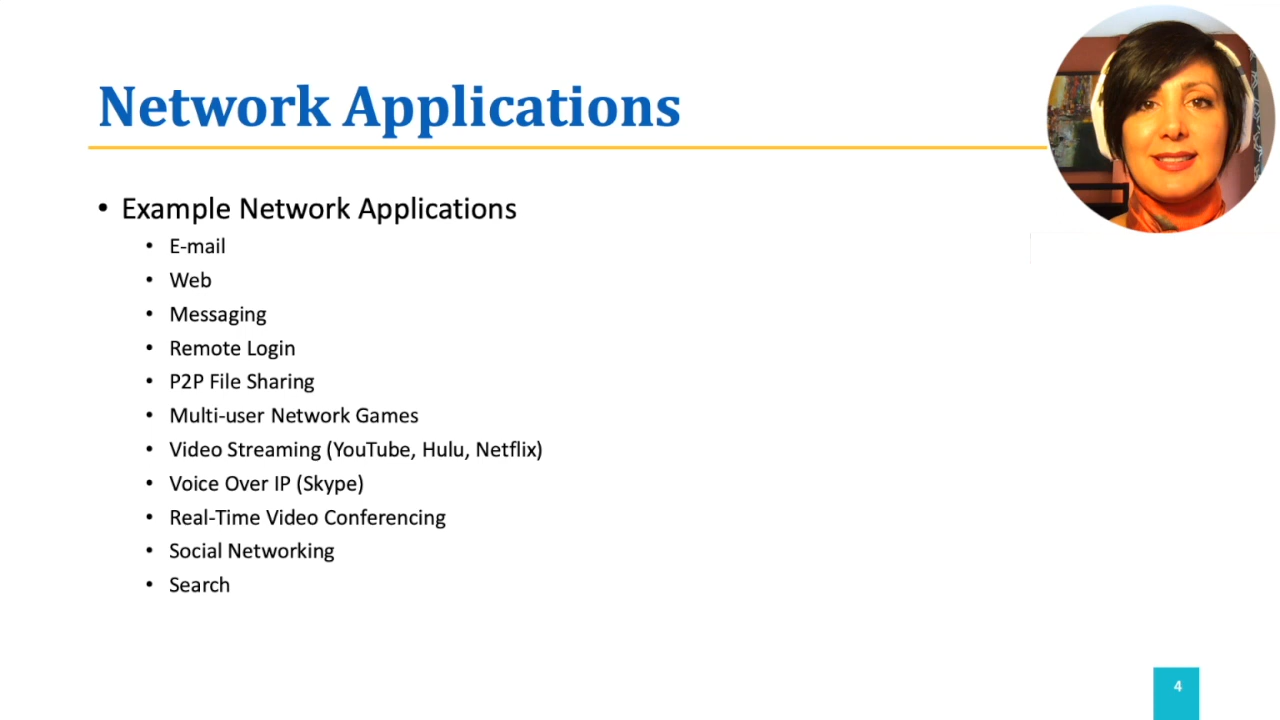 Network Applications
• Example Network Applications
• E-mail
• Web
• Messaging
• Remote Login
• P2P File Sharing
• Multi-user Network Games
• Video Streaming (YouTube, Hulu, Netflix)
• Voice Over IP (Skype)
• Real-Time Video Conferencing
• Social Networking
• Search
4